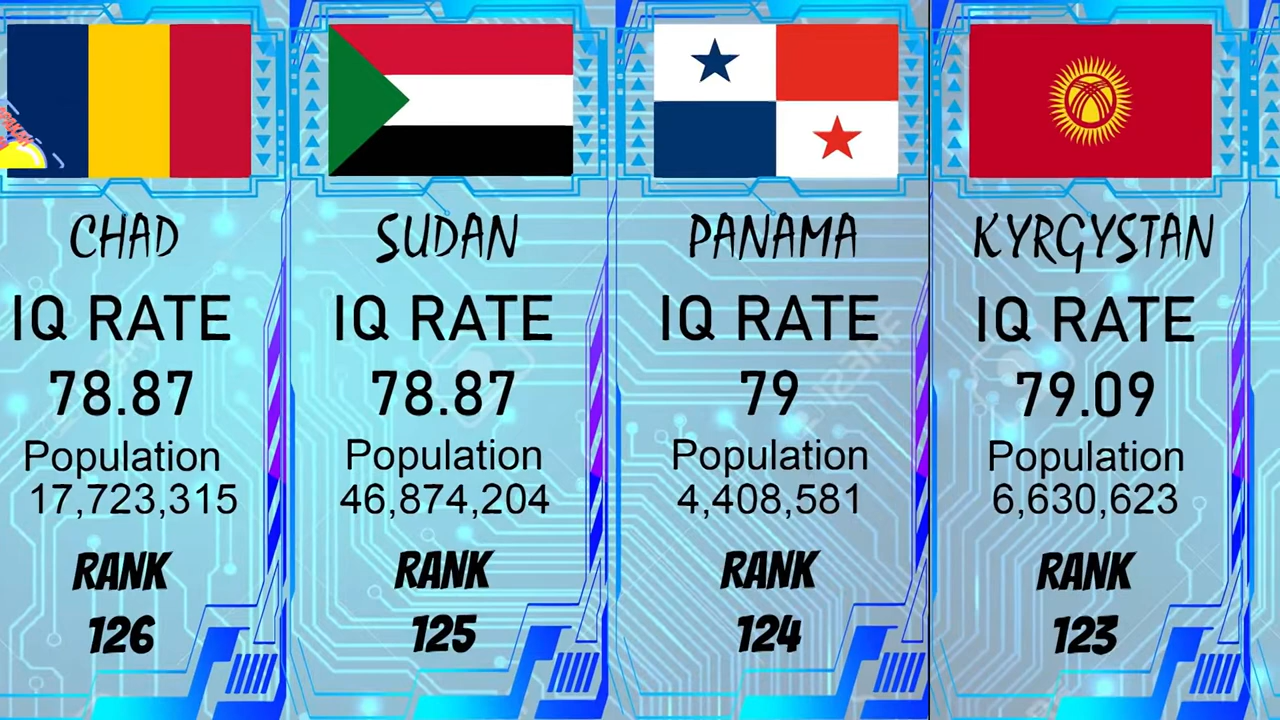 CHAD
IQ RATE
78.87
Population
17,723,315
RANK
126
SUDAN
IQ RATE
78.87
Population
46,874,204
RANK
125
PANAMA
IQ RATE
79
Population
4,408,581
RANK
124
KYRGYSTAN
IQ RATE
79.09
Population
6,630,623
RANK
123